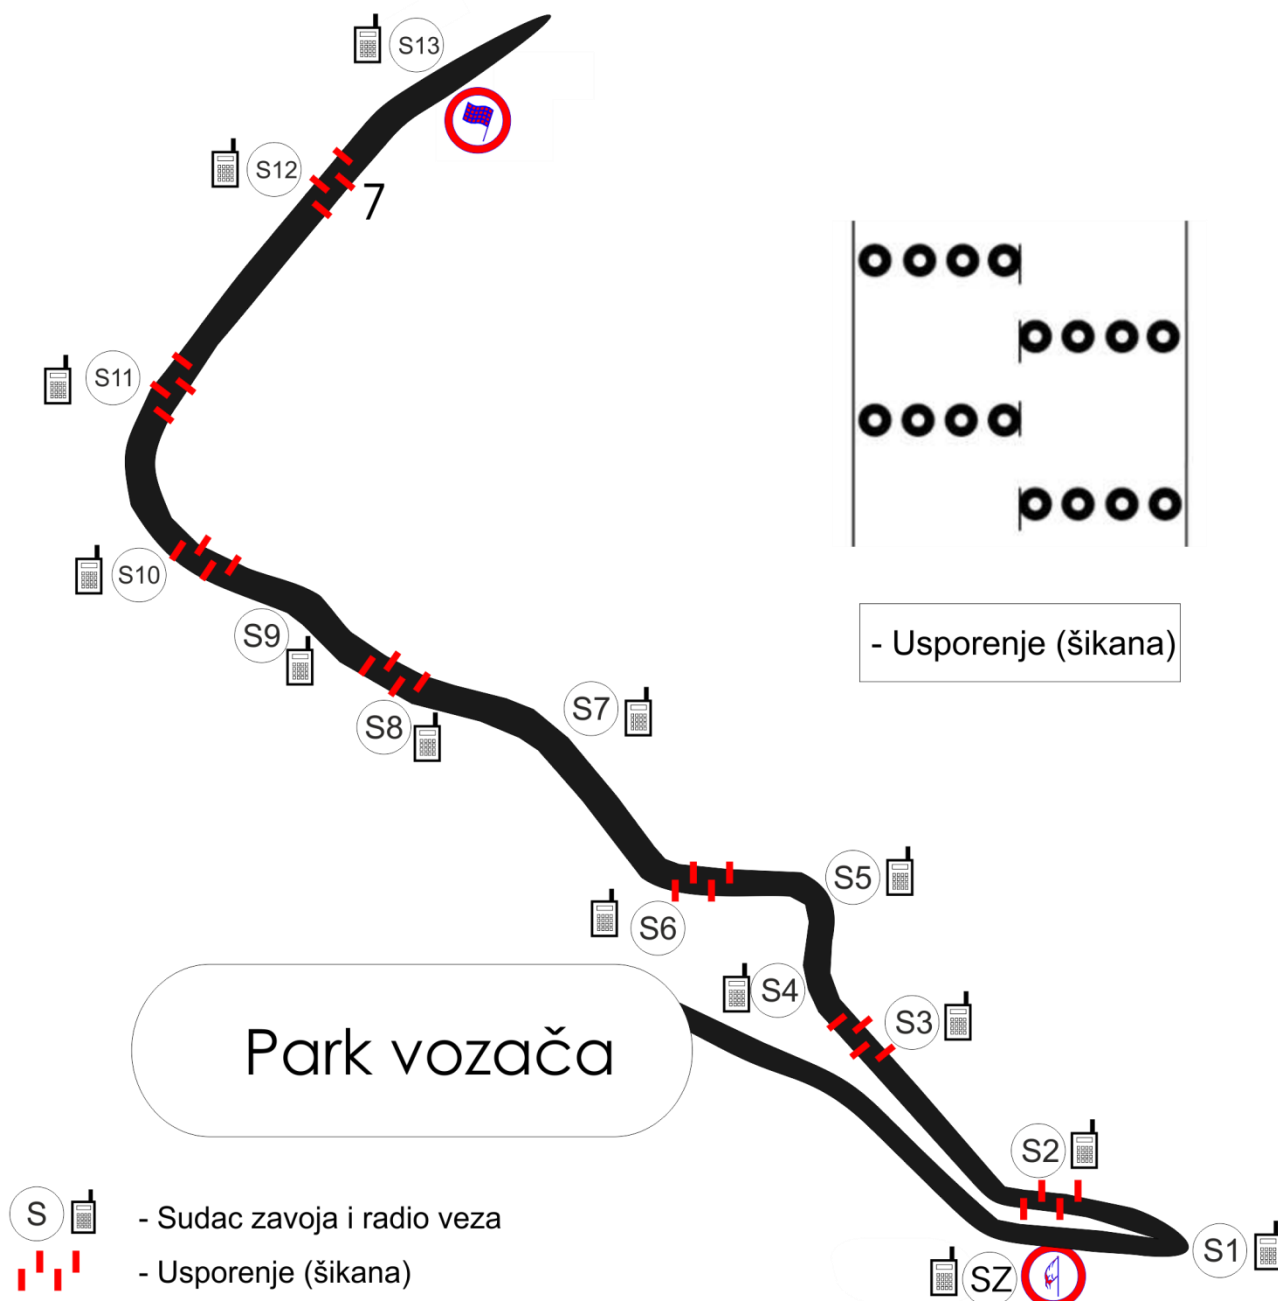 S13
S12
7
S11
S10
S9
S8
S7
- Usporenje (šikana)
S5
S6
S4
S3
Park vozača
S2
S1
SZ
S
- Sudac zavoja i radio veza
- Usporenje (šikana)